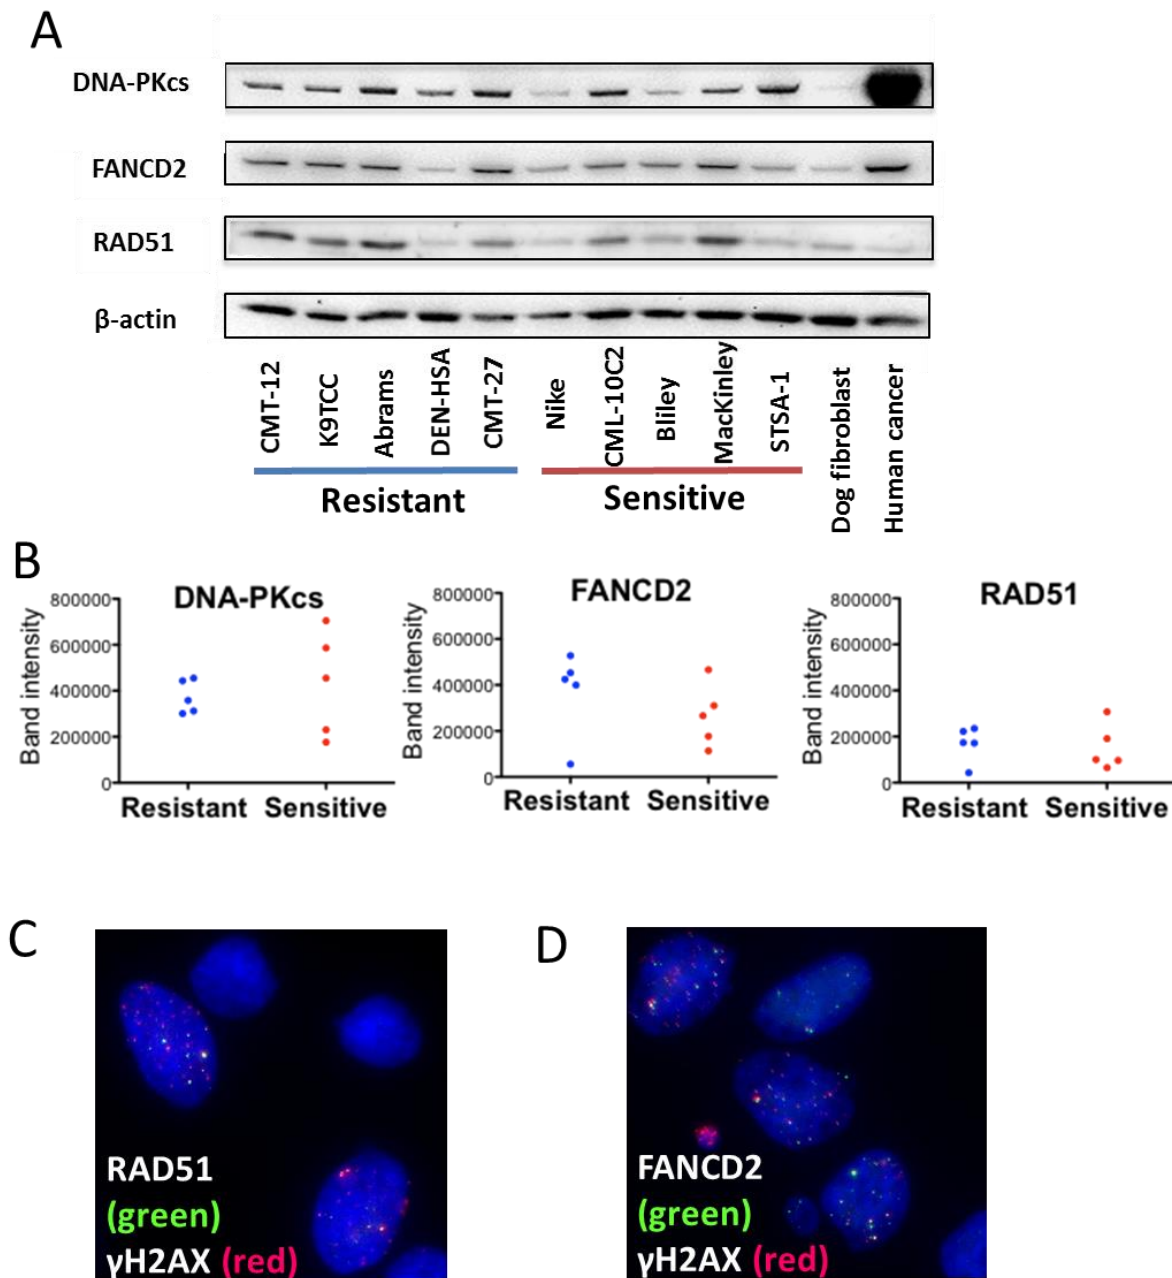 A
DNA-PKcs
FANCD2
RAD51
β-actin
CMT-12
K9TCC
Abrams
DEN-HSA
CMT-27
Nike
CML-10C2
Bliley
MacKinley
STSA-1
Dog fibroblast
Human cancer
Resistant
Sensitive
B
DNA-PKcs
Band intensity
800000
600000
400000
200000
0
Resistant Sensitive
FANCD2
Band intensity
800000
600000
400000
200000
0
Resistant Sensitive
RAD51
Band intensity
800000
600000
400000
200000
0
Resistant Sensitive
C
RAD51
(green)
γH2AX (red)
D
FANCD2
(green)
γH2AX (red)